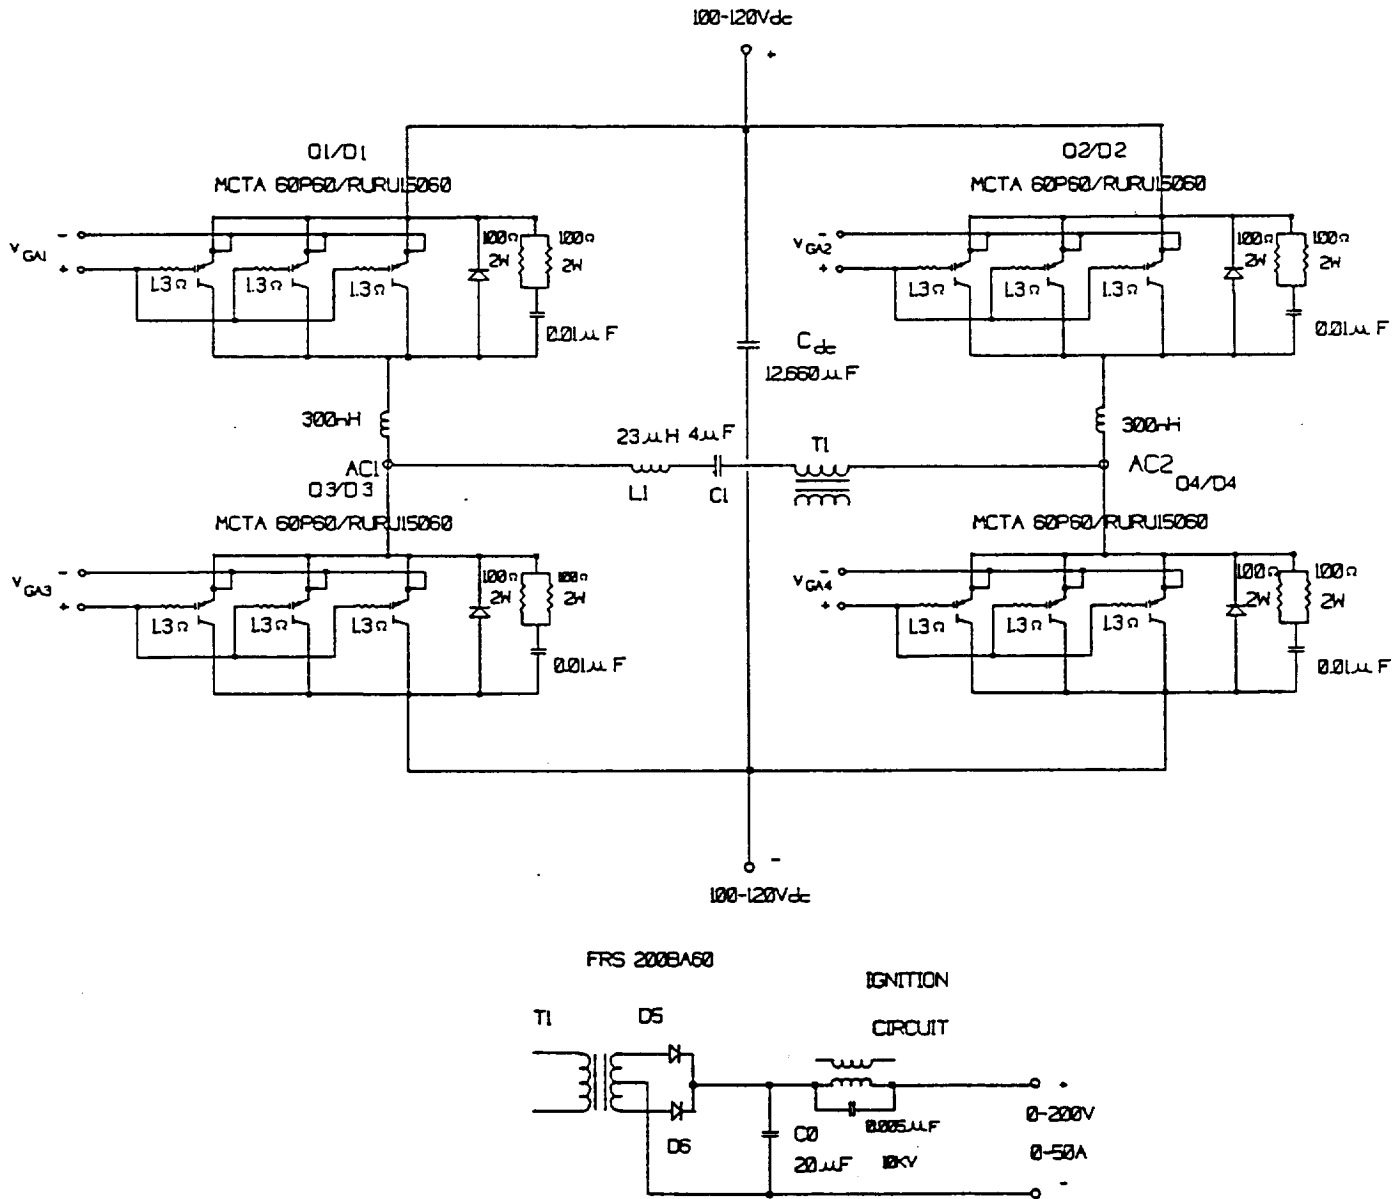 100-120Vdc
+
Q1/D1
MCTA 60P60/RURU15060
Q2/D2
MCTA 60P60/RURU15060
-
V GA1
+
1.3Ω
1.3Ω
1.3Ω
100Ω
2W
100Ω
2W
0.01μF
-
V GA2
+
1.3Ω
1.3Ω
1.3Ω
100Ω
2W
100Ω
2W
0.01μF
C dc
12,660μF
300nH
300nH
23μH 4μF
T1
AC1
L1
C1
AC2
Q3/D3
MCTA 60P60/RURU15060
Q4/D4
MCTA 60P60/RURU15060
-
V GA3
+
1.3Ω
1.3Ω
1.3Ω
100Ω
2W
100Ω
2W
0.01μF
-
V GA4
+
1.3Ω
1.3Ω
1.3Ω
100Ω
2W
100Ω
2W
0.01μF
-
100-120Vdc
FRS 200BA60
IGNITION
CIRCUIT
T1
D5
D6
C0
20μF
0.005μF
10KV
+
0-200V
0-50A
-